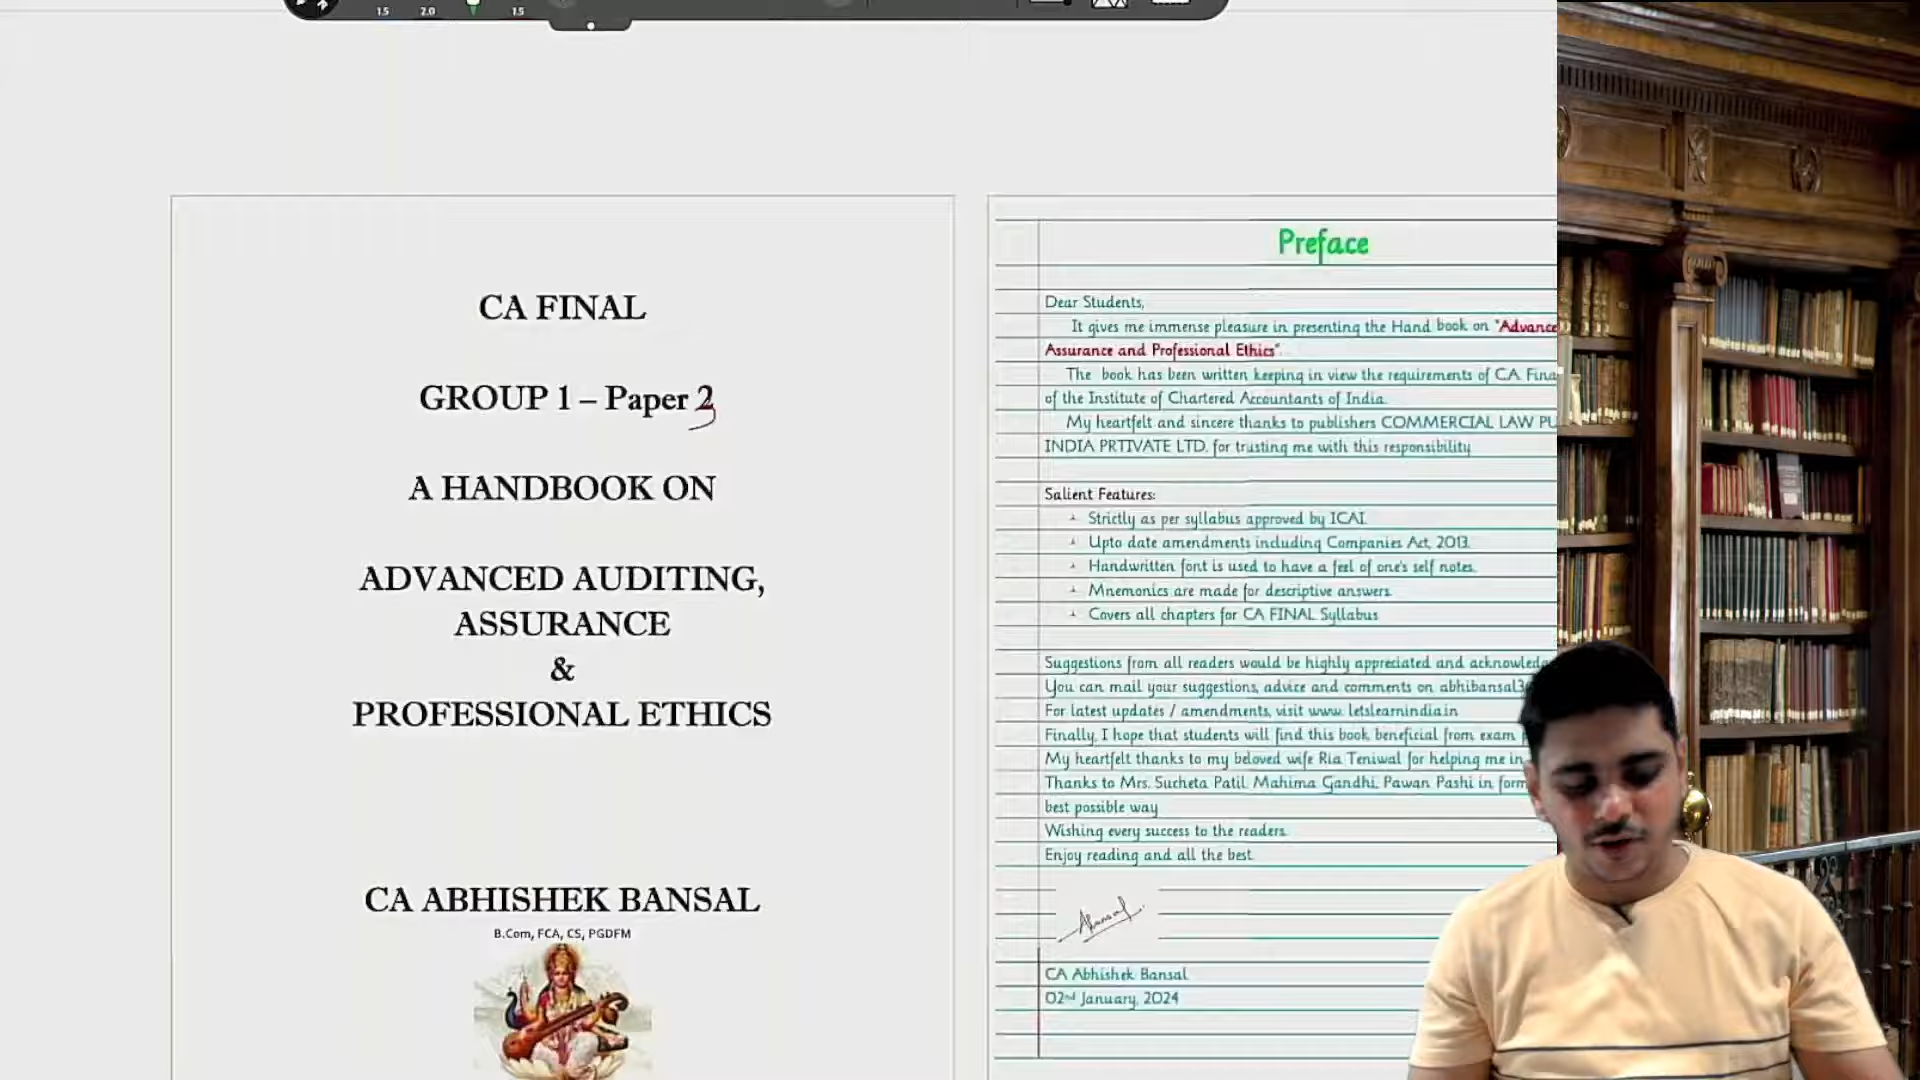 1.5 2.0 1.5
CA FINAL
GROUP 1 – Paper 2
A HANDBOOK ON
ADVANCED AUDITING,
ASSURANCE
&
PROFESSIONAL ETHICS
CA ABHISHEK BANSAL
B.Com, FCA, CS, PGDFM
Preface
Dear Students,
It gives me immense pleasure in presenting the Hand book on "Advance
Assurance and Professional Ethics".
The book has been written keeping in view the requirements of CA Fina
of the Institute of Chartered Accountants of India.
My heartfelt and sincere thanks to publishers COMMERCIAL LAW PU
INDIA PRTIVATE LTD. for trusting me with this responsibility
Salient Features:
Strictly as per syllabus approved by ICAI.
Upto date amendments including Companies Act, 2013.
Handwritten font is used to have a feel of one's self notes.
Mnemonics are made for descriptive answers.
Covers all chapters for CA FINAL Syllabus
Suggestions from all readers would be highly appreciated and acknowledg
You can mail your suggestions, advice and comments on abhibansal3
For latest updates / amendments, visit www. letslearnindia.in
Finally, I hope that students will find this book beneficial from exam
My heartfelt thanks to my beloved wife Ria Teniwal for helping me in
Thanks to Mrs. Sucheta Patil, Mahima Gandhi, Pawan Pashi in form
best possible way
Wishing every success to the readers.
Enjoy reading and all the best.
Abansal
CA Abhishek Bansal
02nd January, 2024